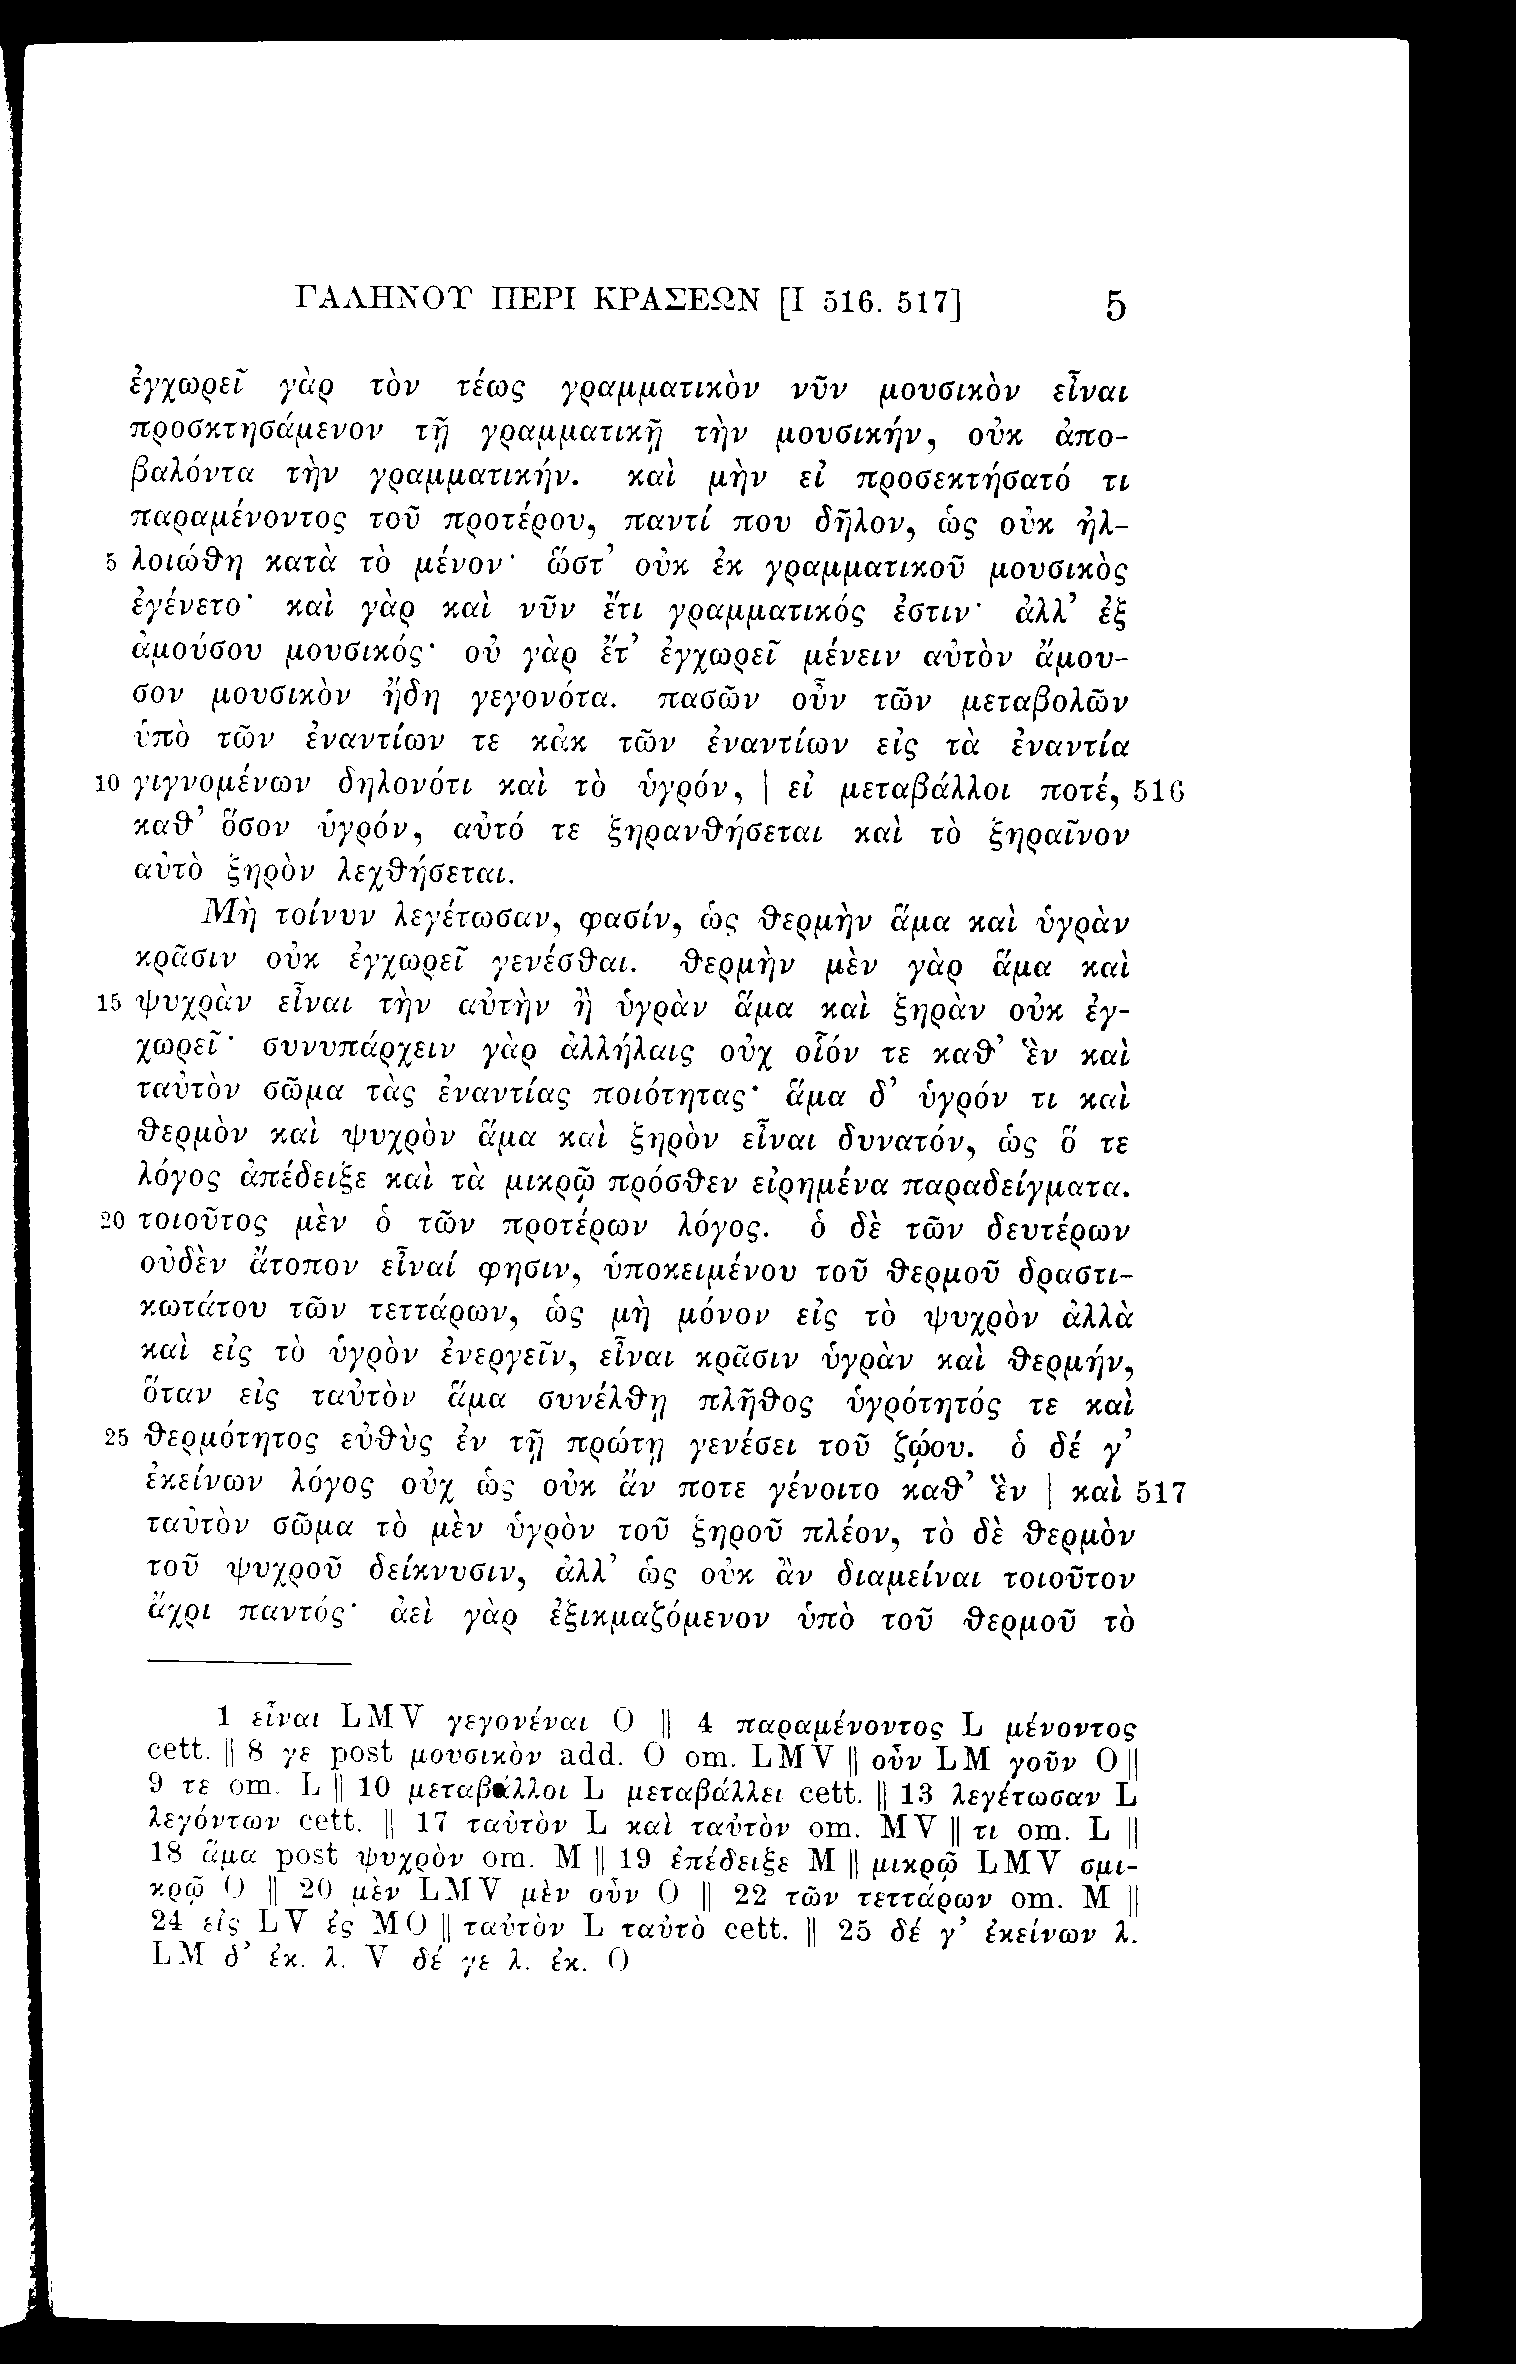 ΓΑΛΗΝΟΥ ΠΕΡΙ ΚΡΑΣΕΩΝ [I 516. 517] 5
ἐγχωρεῖ γὰρ τὸν τέως γραμματικὸν νῦν μουσικὸν εἶναι
προσκτησάμενον τῇ γραμματικῇ τὴν μουσικήν, οὐκ ἀπο-
βαλόντα τὴν γραμματικήν. καὶ μὴν εἰ προσεκτήσατό τι
παραμένοντος τοῦ προτέρου, παντί που δῆλον, ὡς οὐκ ἠλ-
5 λοιώθη κατὰ τὸ μένον· ὥστ’ οὐκ ἐκ γραμματικοῦ μουσικὸς
ἐγένετο· καὶ γὰρ καὶ νῦν ἔτι γραμματικός ἐστιν· ἀλλ’ ἐξ
ἀμούσου μουσικός· οὐ γὰρ ἔτ’ ἐγχωρεῖ μένειν αὐτὸν ἄμου-
σον μουσικὸν ἤδη γεγονότα. πασῶν οὖν τῶν μεταβολῶν
ὑπὸ τῶν ἐναντίων τε κἀκ τῶν ἐναντίων εἰς τὰ ἐναντία
10 γιγνομένων δηλονότι καὶ τὸ ὑγρόν, | εἰ μεταβάλλοι ποτέ, 516
καθ’ ὅσον ὑγρόν, αὐτό τε ξηρανθήσεται καὶ τὸ ξηραῖνον
αὐτὸ ξηρὸν λεχθήσεται.
Μὴ τοίνυν λεγέτωσαν, φασίν, ὡς θερμὴν ἅμα καὶ ὑγρὰν
κρᾶσιν οὐκ ἐγχωρεῖ γενέσθαι. θερμὴν μὲν γὰρ ἅμα καὶ
15 ψυχρὰν εἶναι τὴν αὐτὴν ἢ ὑγρὰν ἅμα καὶ ξηρὰν οὐκ ἐγ-
χωρεῖ· συνυπάρχειν γὰρ ἀλλήλαις οὐχ οἷόν τε καθ’ ἓν καὶ
ταὐτὸν σῶμα τὰς ἐναντίας ποιότητας· ἅμα δ’ ὑγρόν τι καὶ
θερμὸν καὶ ψυχρὸν ἅμα καὶ ξηρὸν εἶναι δυνατόν, ὡς ὅ τε
λόγος ἀπέδειξε καὶ τὰ μικρῷ πρόσθεν εἰρημένα παραδείγματα.
20 τοιοῦτος μὲν ὁ τῶν προτέρων λόγος. ὁ δὲ τῶν δευτέρων
οὐδὲν ἄτοπον εἶναί φησιν, ὑποκειμένου τοῦ θερμοῦ δραστι-
κωτάτου τῶν τεττάρων, ὡς μὴ μόνον εἰς τὸ ψυχρὸν ἀλλὰ
καὶ εἰς τὸ ὑγρὸν ἐνεργεῖν, εἶναι κρᾶσιν ὑγρὰν καὶ θερμήν,
ὅταν εἰς ταὐτὸν ἅμα συνέλθῃ πλῆθος ὑγρότητός τε καὶ
25 θερμότητος εὐθὺς ἐν τῇ πρώτῃ γενέσει τοῦ ζῴου. ὁ δέ γ’
ἐκείνων λόγος οὐχ ὡς οὐκ ἄν ποτε γένοιτο καθ’ ἓν | καὶ 517
ταὐτὸν σῶμα τὸ μὲν ὑγρὸν τοῦ ξηροῦ πλέον, τὸ δὲ θερμὸν
τοῦ ψυχροῦ δείκνυσιν, ἀλλ’ ὡς οὐκ ἂν διαμείναι τοιοῦτον
ἄχρι παντός· ἀεὶ γὰρ ἐξικμαζόμενον ὑπὸ τοῦ θερμοῦ τὸ
1 εἶναι LMV γεγονέναι O || 4 παραμένοντος L μένοντος
cett. || 8 γε post μουσικὸν add. O om. LMV || οὖν LM γοῦν O ||
9 τε om. L || 10 μεταβάλλοι L μεταβάλλει cett. || 13 λεγέτωσαν L
λεγόντων cett. || 17 ταὐτὸν L καὶ ταὐτὸν om. MV || τι om. L ||
18 ἅμα post ψυχρὸν om. M || 19 ἐπέδειξε M || μικρῷ LMV σμι-
κρῷ O || 20 μὲν LMV μὲν οὖν O || 22 τῶν τεττάρων om. M ||
24 εἰς LV ἐς MO || ταὐτὸν L ταὐτὸ cett. || 25 δέ γ’ ἐκείνων λ.
LM δ’ ἐκ. λ. V δέ γε λ. ἐκ. O